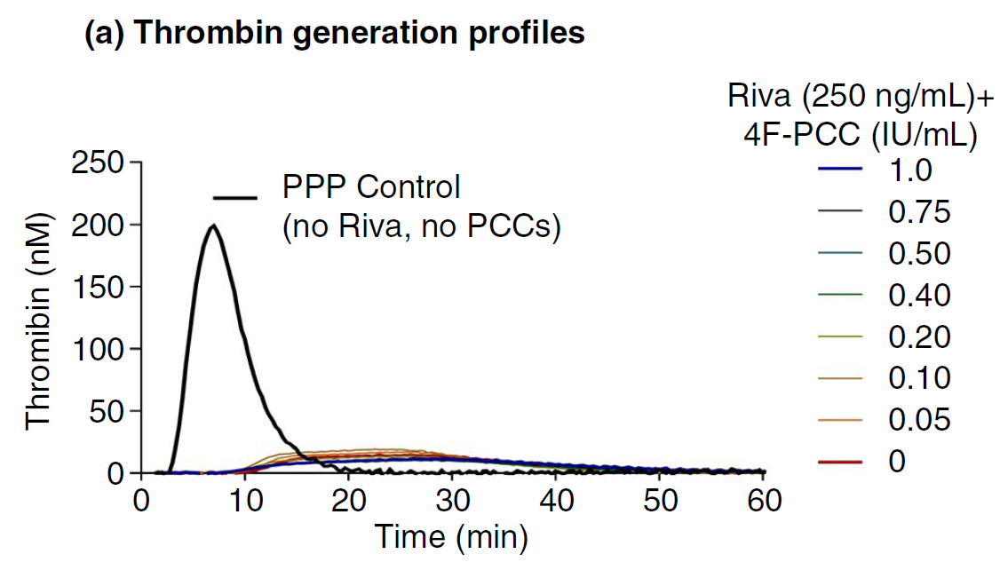 (a) Thrombin generation profiles
Riva (250 ng/mL)+
4F-PCC (IU/mL)
1.0
0.75
0.50
0.40
0.20
0.10
0.05
0
PPP Control
(no Riva, no PCCs)
Thromibin (nM)
250
200
150
100
50
0
0 10 20 30 40 50 60
Time (min)